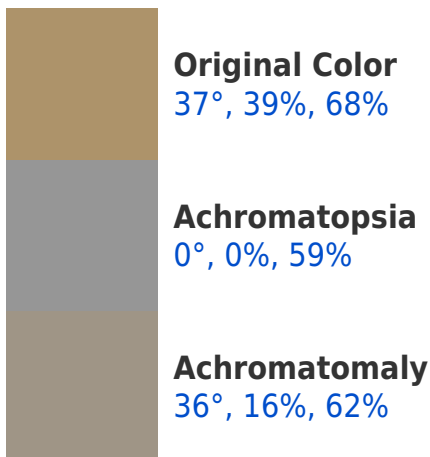 Original Color
37°, 39%, 68%
Achromatopsia
0°, 0%, 59%
Achromatomaly
36°, 16%, 62%